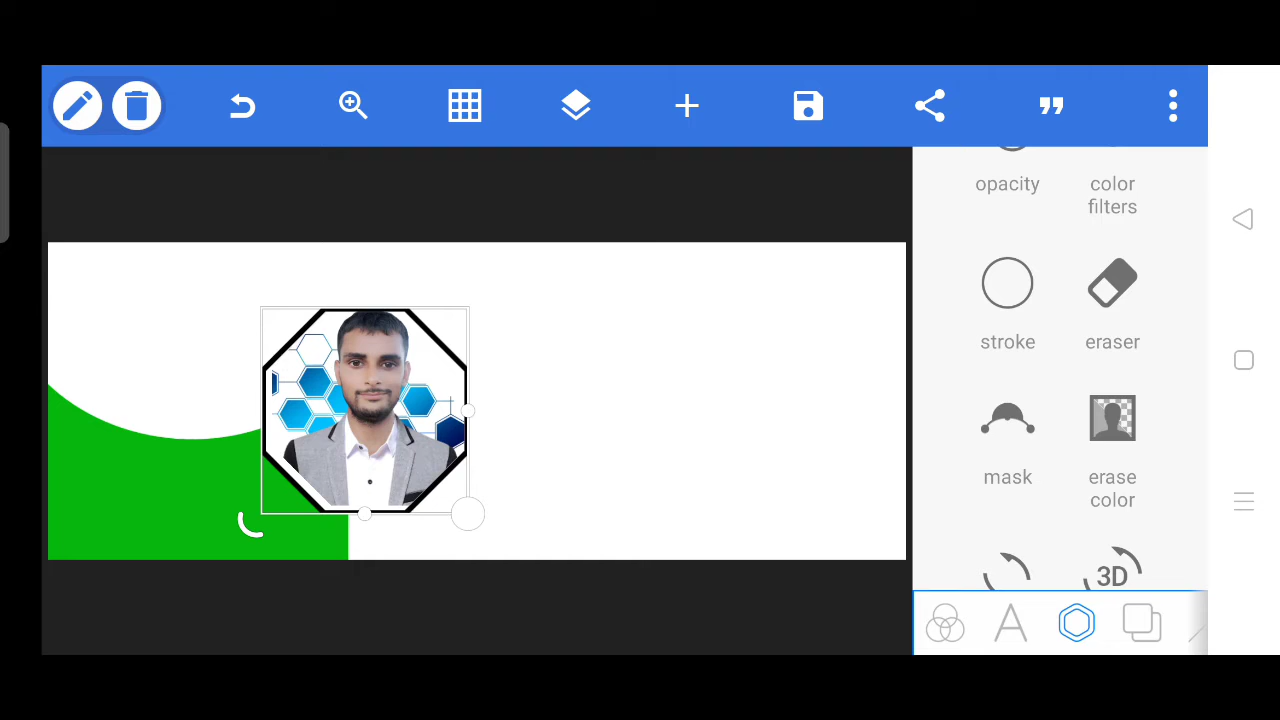 opacity
color
filters
stroke
eraser
mask
erase
color
3D